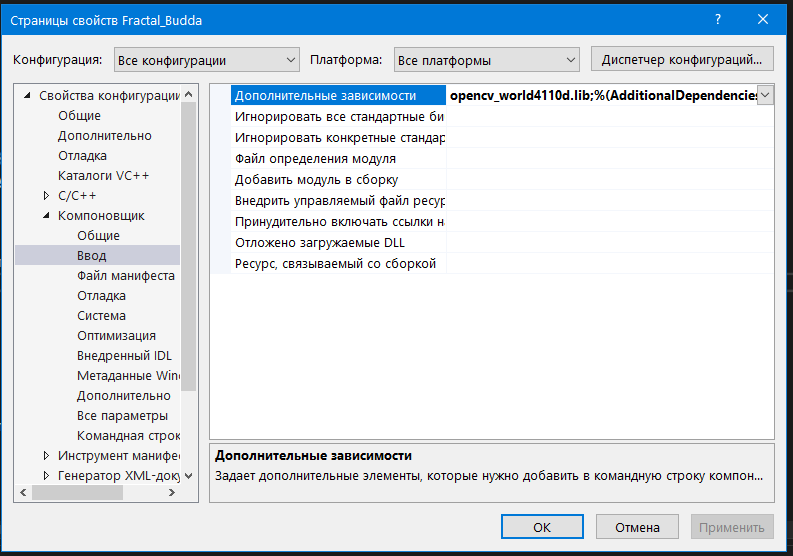 Страницы свойств Fractal_Budda
?
Конфигурация: Все конфигурации Платформа: Все платформы Диспетчер конфигураций...
Свойства конфигурации
Общие
Дополнительно
Отладка
Каталоги VC++
C/C++
Компоновщик
Общие
Ввод
Файл манифеста
Отладка
Система
Оптимизация
Внедренный IDL
Метаданные Wind
Дополнительно
Все параметры
Командная строк
Инструмент манифес
Генератор XML-доку
Дополнительные зависимости opencv_world4110d.lib;%(AdditionalDependencies
Игнорировать все стандартные би
Игнорировать конкретные стандар
Файл определения модуля
Добавить модуль в сборку
Внедрить управляемый файл ресур
Принудительно включать ссылки н
Отложено загружаемые DLL
Ресурс, связываемый со сборкой
Дополнительные зависимости
Задает дополнительные элементы, которые нужно добавить в командную строку компон...
ОК Отмена Применить